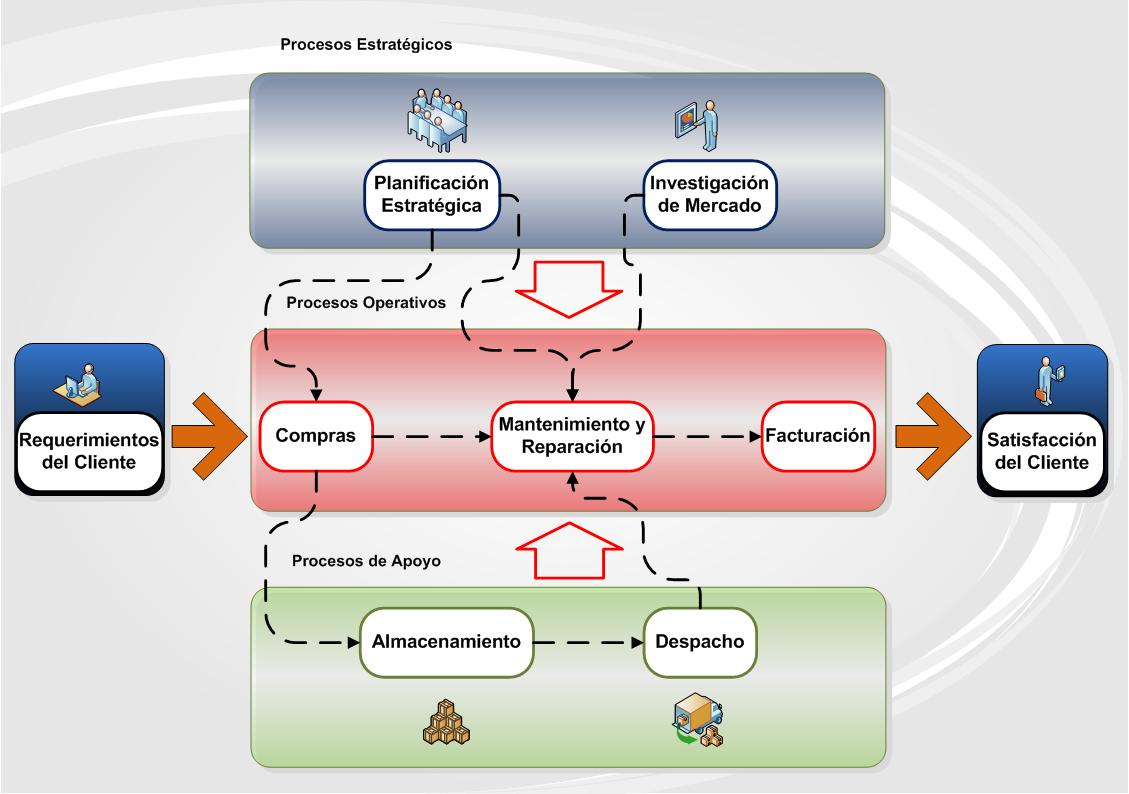 Procesos Estratégicos
Planificación
Estratégica
Investigación
de Mercado
Procesos Operativos
Requerimientos
del Cliente
Compras
Mantenimiento y
Reparación
Facturación
Satisfacción
del Cliente
Procesos de Apoyo
Almacenamiento
Despacho